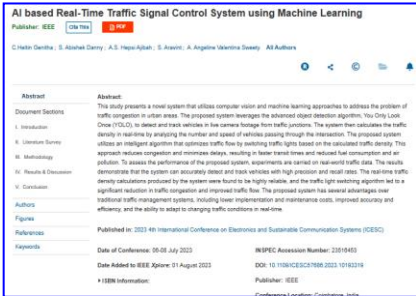 AI based Real-Time Traffic Signal Control System using Machine Learning
Publisher: IEEE
Cite This
PDF
C.Heltin Genitha ; S. Abishek Danny ; A.S. Hepsi Ajibah ; S. Aravint ; A. Angeline Valentina Sweety All Authors
Abstract
Document Sections
I. Introduction
II. Literature Survey
III. Methodology
IV. Results & Discussion
V. Conclusion
Authors
Figures
References
Keywords
Abstract:
This study presents a novel system that utilizes computer vision and machine learning approaches to address the problem of
traffic congestion in urban areas. The proposed system leverages the advanced object detection algorithm, You Only Look
Once (YOLO), to detect and track vehicles in live camera footage from traffic junctions. The system then calculates the traffic
density in real-time by analyzing the number and speed of vehicles passing through the intersection. The proposed system
utilizes an intelligent algorithm that optimizes traffic flow by switching traffic lights based on the calculated traffic density. This
approach reduces congestion and minimizes delays, resulting in faster transit times and reduced fuel consumption and air
pollution. To assess the performance of the proposed system, experiments are carried on real-world traffic data. The results
demonstrate that the system can accurately detect and track vehicles with high precision and recall rates. The real-time traffic
density calculations produced by the system were found to be highly reliable, and the traffic light switching algorithm led to a
significant reduction in traffic congestion and improved traffic flow. The proposed system has several advantages over
traditional traffic management systems, including lower implementation and maintenance costs, improved accuracy and
efficiency, and the ability to adapt to changing traffic conditions in real-time.
Published in: 2023 4th International Conference on Electronics and Sustainable Communication Systems (ICESC)
Date of Conference: 06-08 July 2023
INSPEC Accession Number: 23516453
Date Added to IEEE Xplore: 01 August 2023
DOI: 10.1109/ICESC57686.2023.10193319
ISBN Information:
Publisher: IEEE
Conference Location: Coimbatore, India